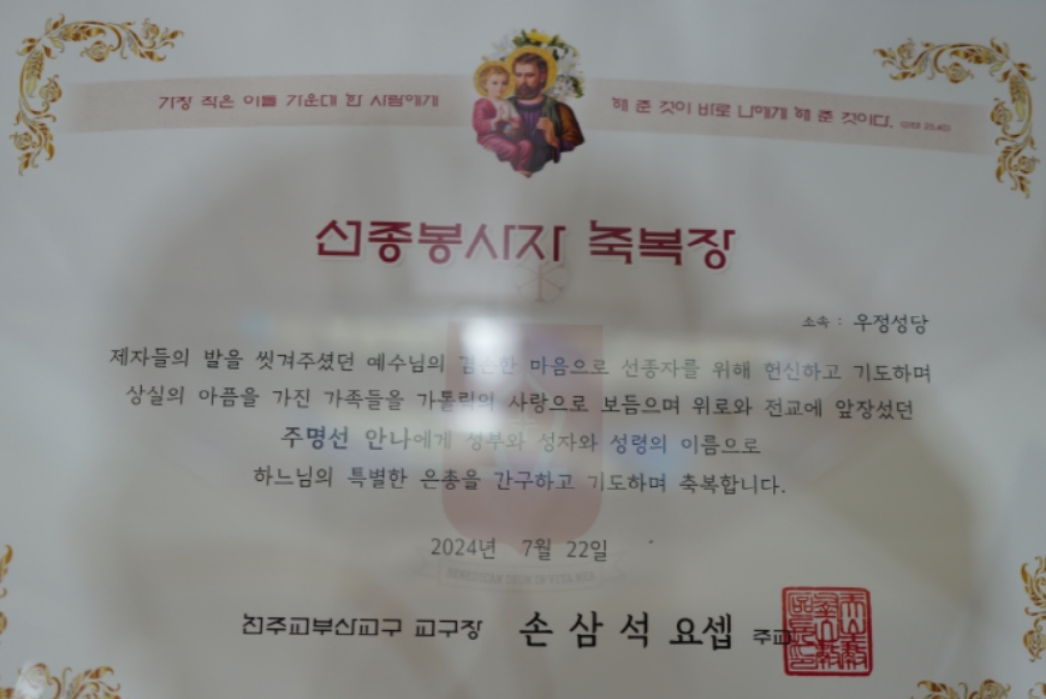 가장 작은 이들 가운데 한 사람에게 해 준 것이 바로 나에게 해 준 것이다.
선종봉사자 축복장
소속 : 우정성당
제자들의 발을 씻겨주셨던 예수님의 겸손한 마음으로 선종자를 위해 헌신하고 기도하며
상실의 아픔을 가진 가족들을 가톨릭의 사랑으로 보듬으며 위로와 전교에 앞장섰던
주명선 안나에게 성부와 성자와 성령의 이름으로
하느님의 특별한 은총을 간구하고 기도하며 축복합니다.
2024년 7월 22일
천주교부산교구 교구장 손 삼 석 요셉 주교